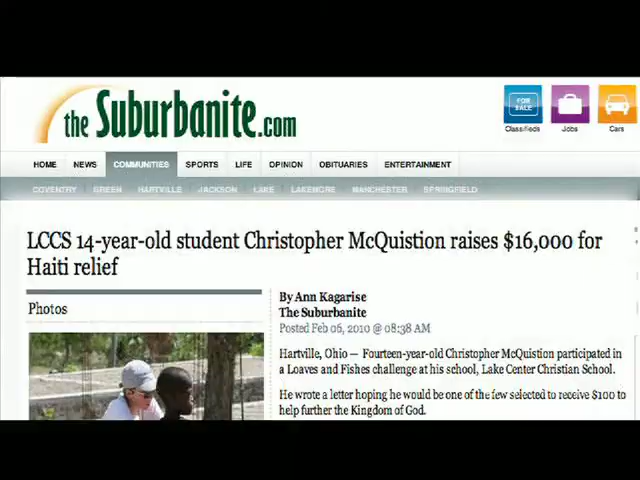 the Suburbanite.com
FOR SALE
Classifieds Jobs Cars
HOME NEWS COMMUNITIES SPORTS LIFE OPINION OBITUARIES ENTERTAINMENT
COVENTRY GREEN HARTVILLE JACKSON LAKE LAKEMORE MANCHESTER SPRINGFIELD
LCCS 14-year-old student Christopher McQuistion raises $16,000 for
Haiti relief
Photos
By Ann Kagarise
The Suburbanite
Posted Feb 06, 2010 @ 08:38 AM
Hartville, Ohio — Fourteen-year-old Christopher McQuistion participated in
a Loaves and Fishes challenge at his school, Lake Center Christian School.
He wrote a letter hoping he would be one of the few selected to receive $100 to
help further the Kingdom of God.